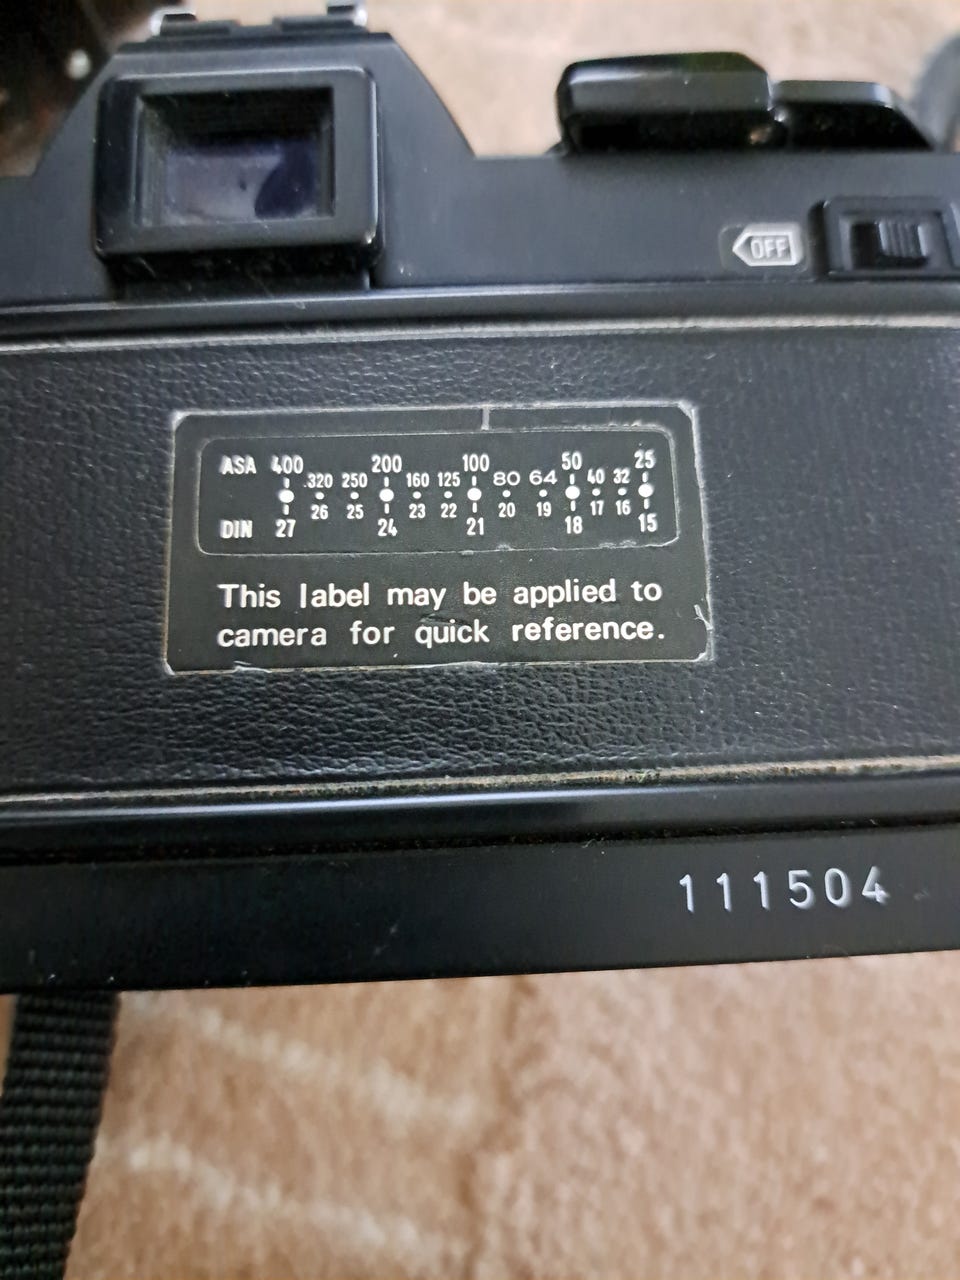 OFF
ASA 400 320 250 200 160 125 100 80 64 50 40 32 25
DIN 27 26 25 24 23 22 21 20 19 18 17 16 15
This label may be applied to
camera for quick reference.
111504